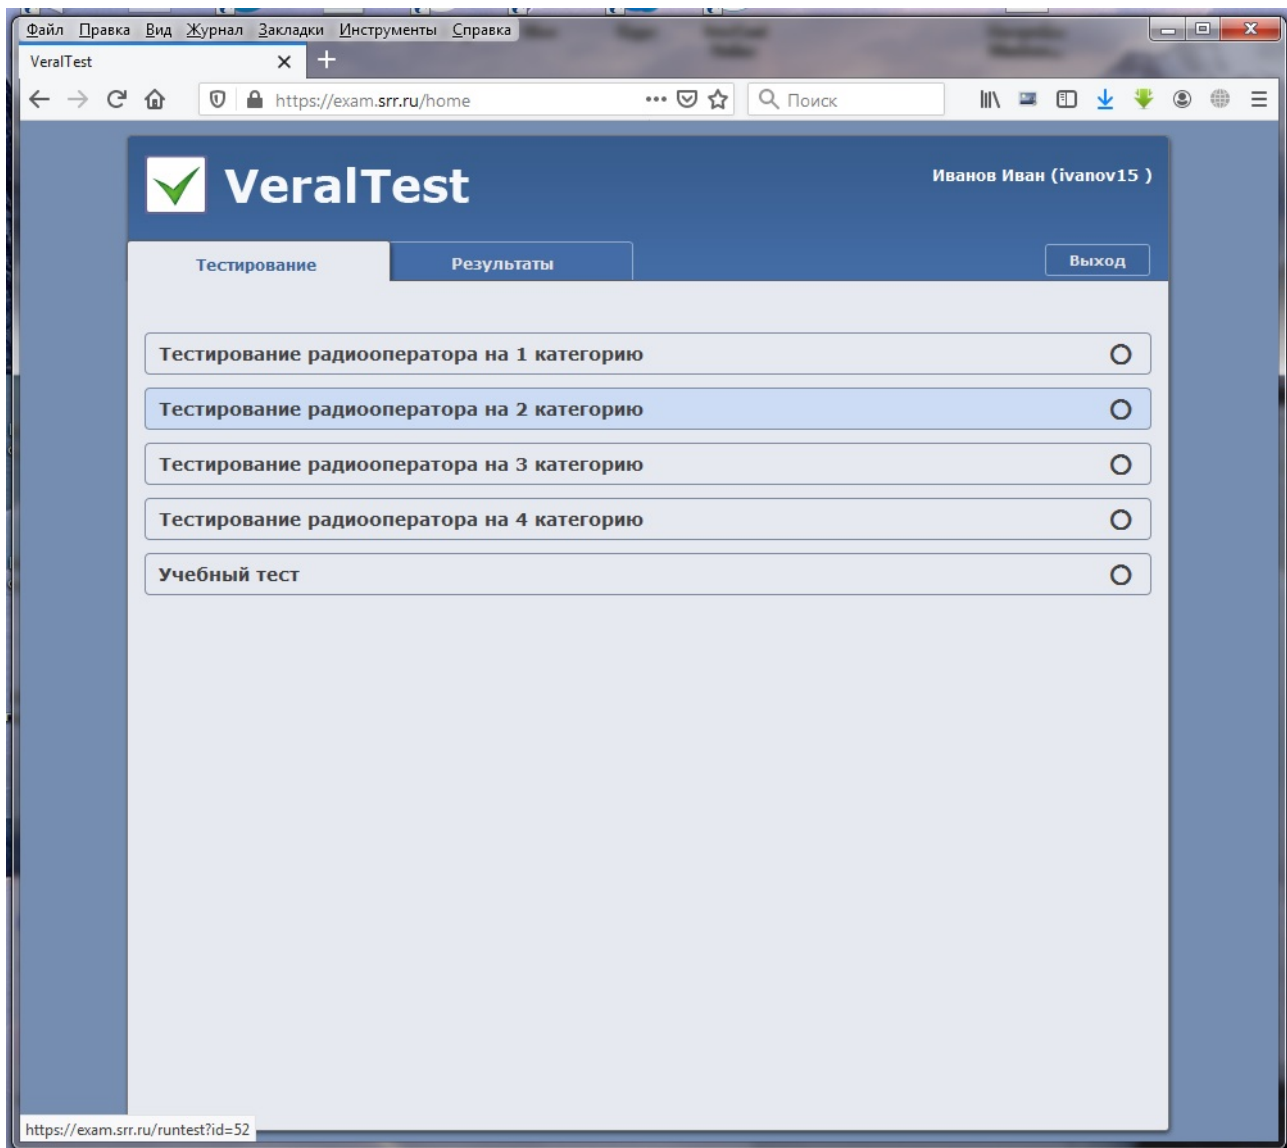 Файл Правка Вид Журнал Закладки Инструменты Справка
VeralTest
https://exam.srr.ru/home
Поиск
VeralTest
Иванов Иван (ivanov15 )
Тестирование
Результаты
Выход
Тестирование радиооператора на 1 категорию
Тестирование радиооператора на 2 категорию
Тестирование радиооператора на 3 категорию
Тестирование радиооператора на 4 категорию
Учебный тест
https://exam.srr.ru/runtest?id=52